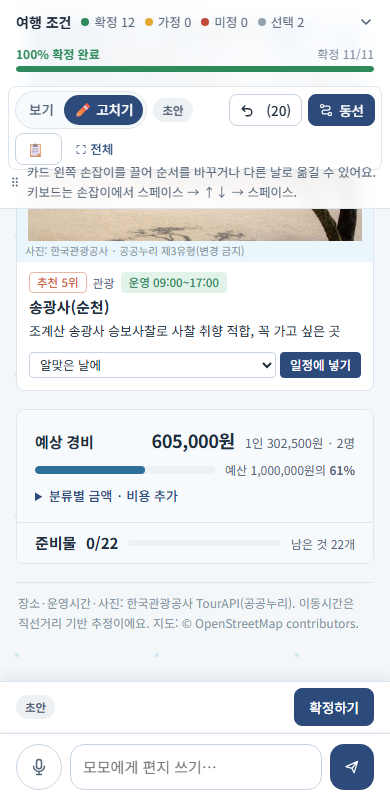 여행 조건 확정 12 가정 0 미정 0 선택 2
100% 확정 완료 확정 11/11
보기 고치기 초안 (20) 동선
전체
카드 왼쪽 손잡이를 끌어 순서를 바꾸거나 다른 날로 옮길 수 있어요.
키보드는 손잡이에서 스페이스 → ↑↓ → 스페이스.
사진: 한국관광공사 · 공공누리 제3유형(변경 금지)
추천 5위 관광 운영 09:00~17:00
송광사(순천)
조계산 송광사 승보사찰로 사찰 취향 적합, 꼭 가고 싶은 곳
알맞은 날에 일정에 넣기
예상 경비 605,000원 1인 302,500원 · 2명
예산 1,000,000원의 61%
▶ 분류별 금액 · 비용 추가
준비물 0/22 남은 것 22개
장소·운영시간·사진: 한국관광공사 TourAPI(공공누리). 이동시간은
직선거리 기반 추정이에요. 지도: © OpenStreetMap contributors.
초안 확정하기
모모에게 편지 쓰기…